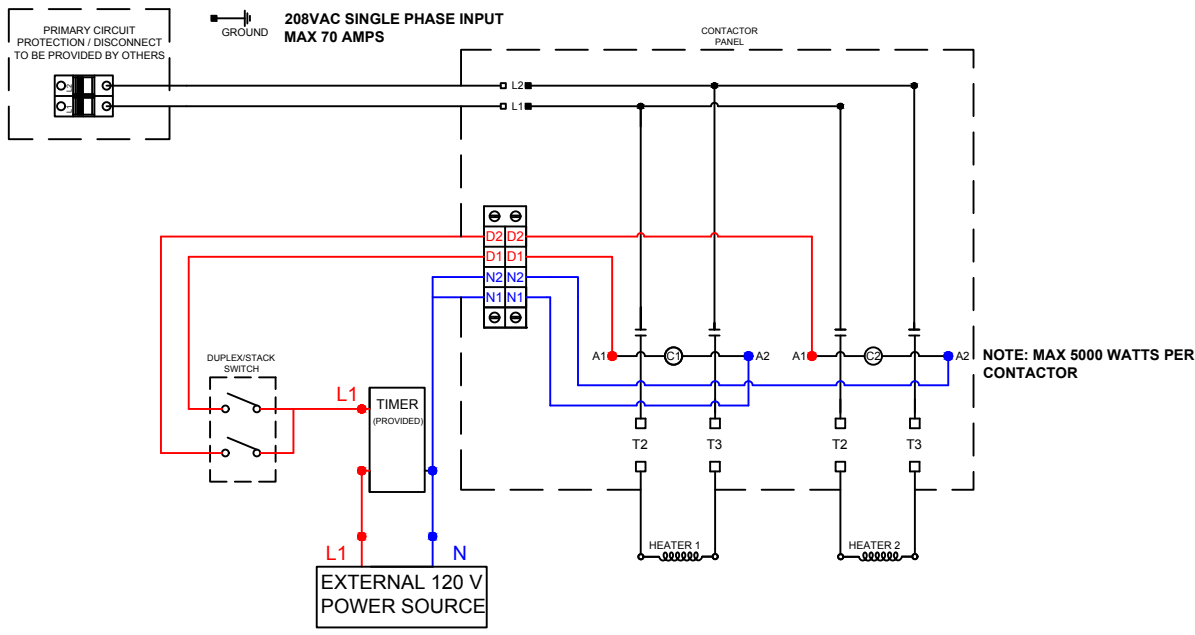 PRIMARY CIRCUIT
PROTECTION / DISCONNECT
TO BE PROVIDED BY OTHERS
L2
L1
GROUND
208VAC SINGLE PHASE INPUT
MAX 70 AMPS
CONTACTOR
PANEL
L2
L1
D2 D2
D1 D1
N2 N2
N1 N1
A1 C1 A2
A1 C2 A2
NOTE: MAX 5000 WATTS PER
CONTACTOR
DUPLEX/STACK
SWITCH
L1
TIMER
(PROVIDED)
T2 T3
T2 T3
HEATER 1
HEATER 2
L1 N
EXTERNAL 120 V
POWER SOURCE